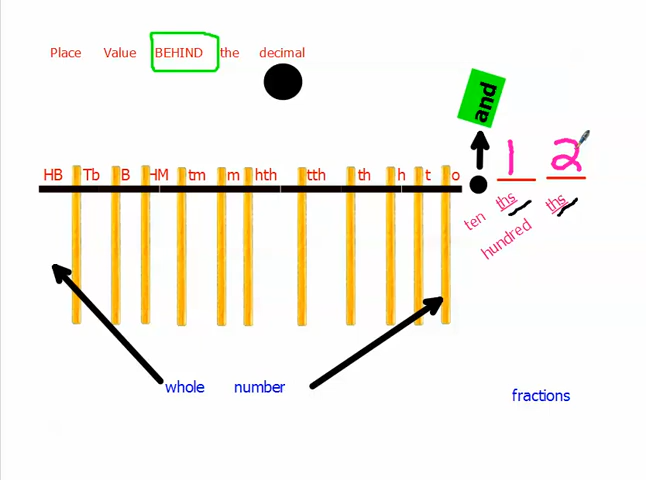 Place Value BEHIND the decimal
and
1 2
HB Tb B HM tm m hth tth th h t o
ten ths
hundred ths
whole number
fractions